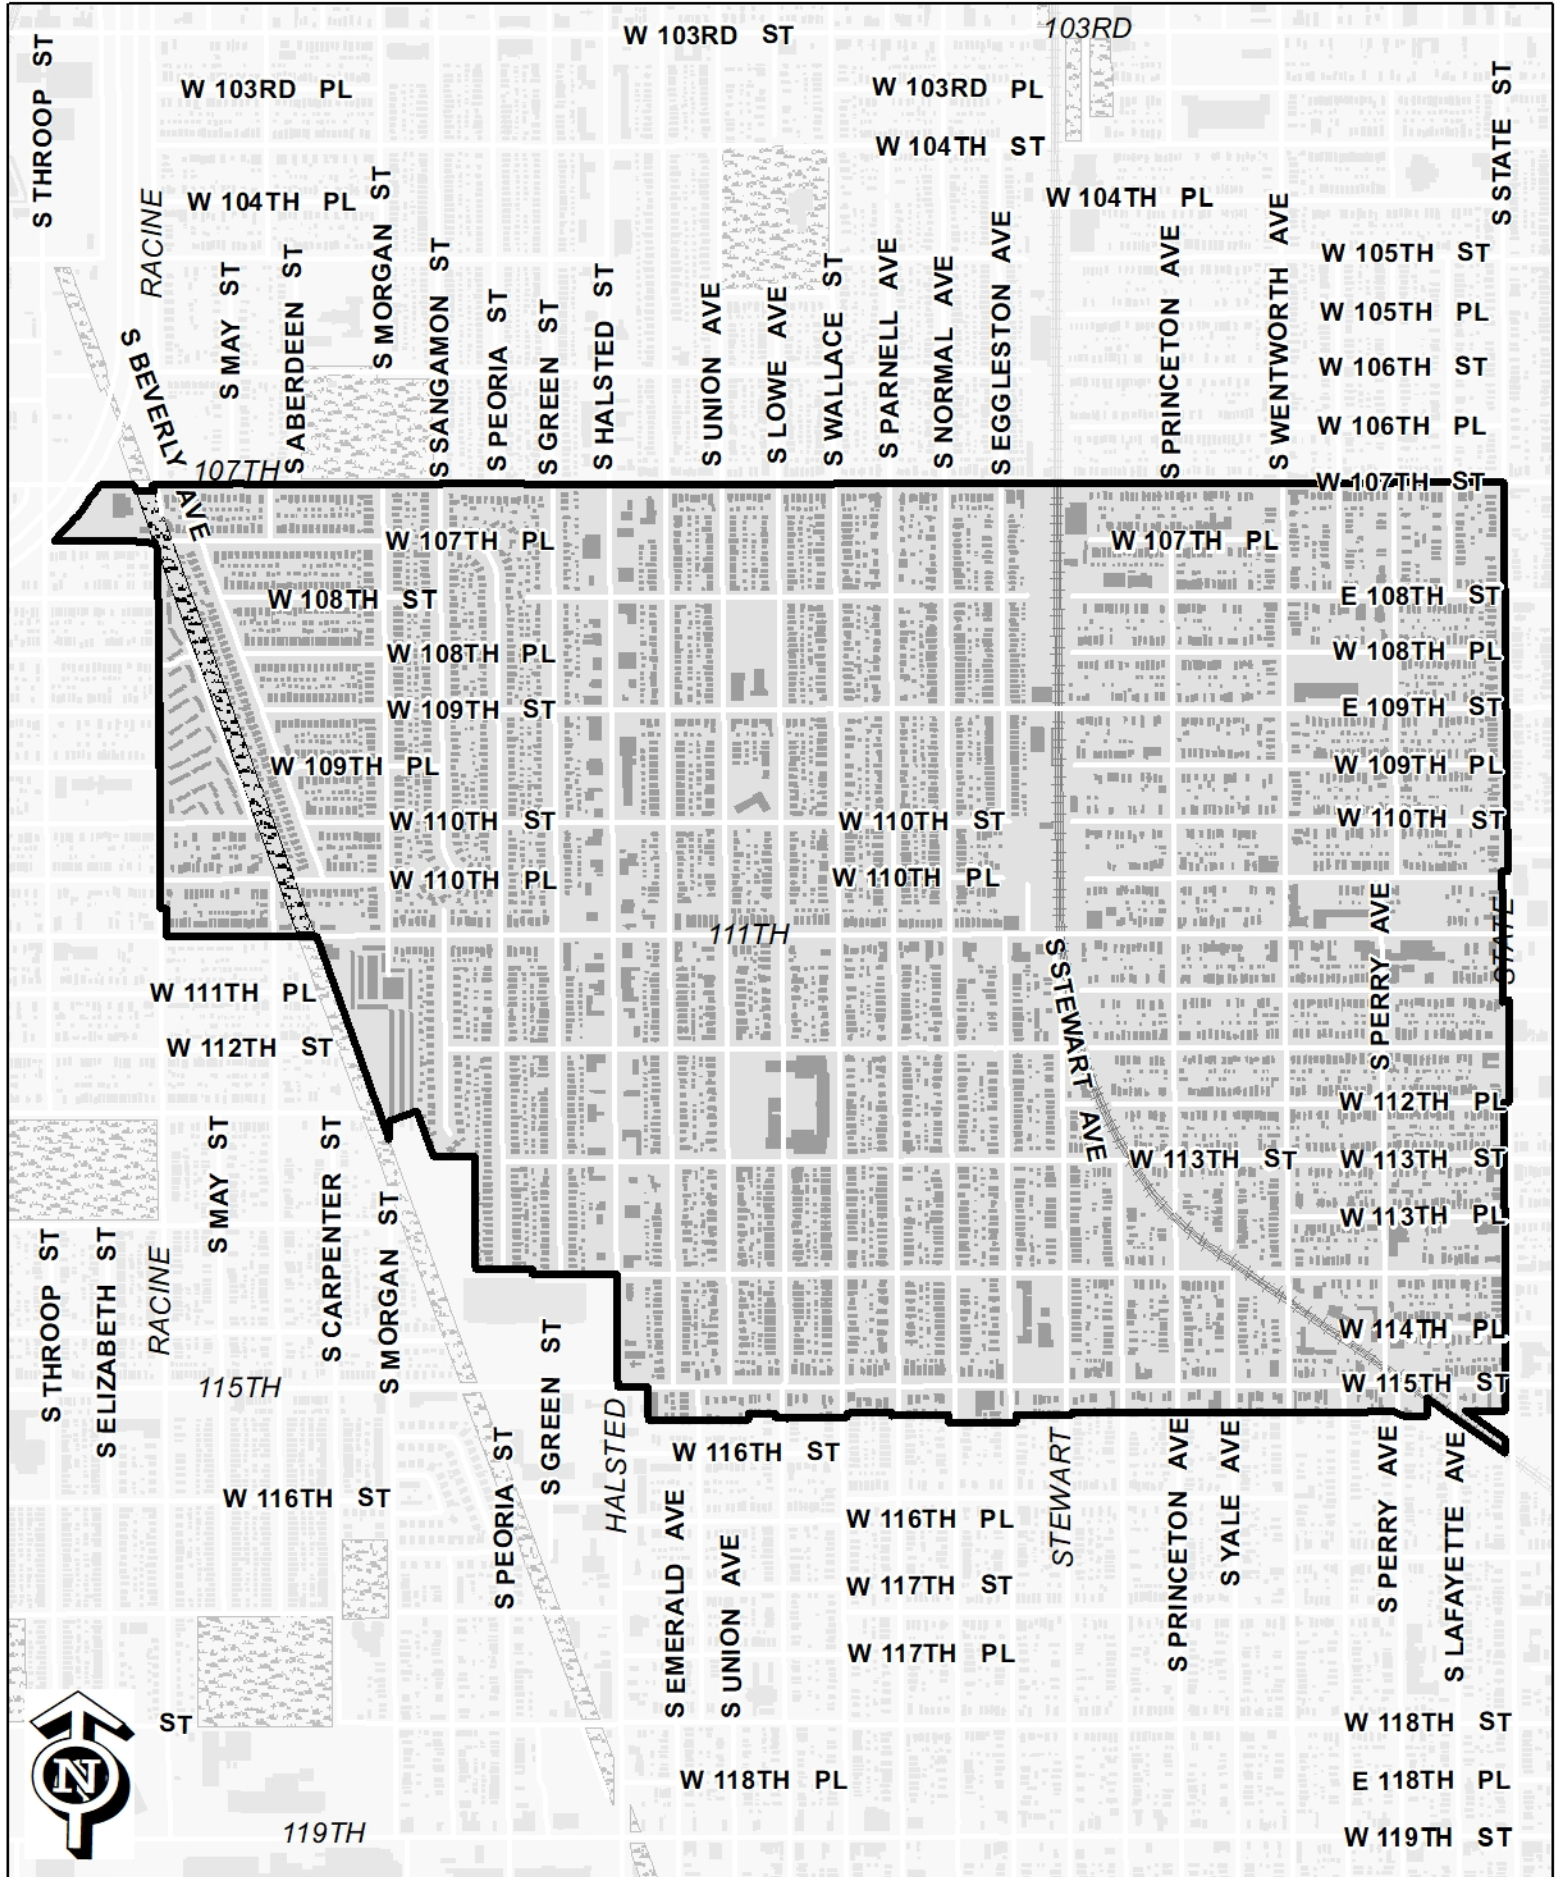 W 103RD ST
103RD
S THROOP ST
W 103RD PL
W 103RD PL
S STATE ST
W 104TH ST
RACINE
W 104TH PL
S MORGAN ST
W 104TH PL
S MAY ST
S ABERDEEN ST
S SANGAMON ST
S PEORIA ST
S GREEN ST
S HALSTED ST
S UNION AVE
S LOWE AVE
S WALLACE ST
S PARNELL AVE
S NORMAL AVE
S EGGLESTON AVE
S PRINCETON AVE
S WENTWORTH AVE
W 105TH ST
W 105TH PL
W 106TH ST
W 106TH PL
S BEVERLY AVE
107TH
W 107TH ST
W 107TH PL
W 107TH PL
W 108TH ST
E 108TH ST
W 108TH PL
W 108TH PL
W 109TH ST
E 109TH ST
W 109TH PL
W 109TH PL
W 110TH ST
W 110TH ST
W 110TH ST
W 110TH PL
W 110TH PL
S PERRY AVE
STATE
111TH
S STEWART AVE
W 111TH PL
W 112TH ST
W 112TH PL
S MAY ST
S CARPENTER ST
S MORGAN ST
W 113TH ST
W 113TH ST
W 113TH PL
S THROOP ST
S ELIZABETH ST
RACINE
W 114TH PL
115TH
W 115TH ST
S GREEN ST
HALSTED
S PEORIA ST
W 116TH ST
STEWART
S PRINCETON AVE
S YALE AVE
S PERRY AVE
S LAFAYETTE AVE
W 116TH ST
S EMERALD AVE
S UNION AVE
W 116TH PL
W 117TH ST
W 117TH PL
ST
W 118TH ST
N
W 118TH PL
E 118TH PL
119TH
W 119TH ST